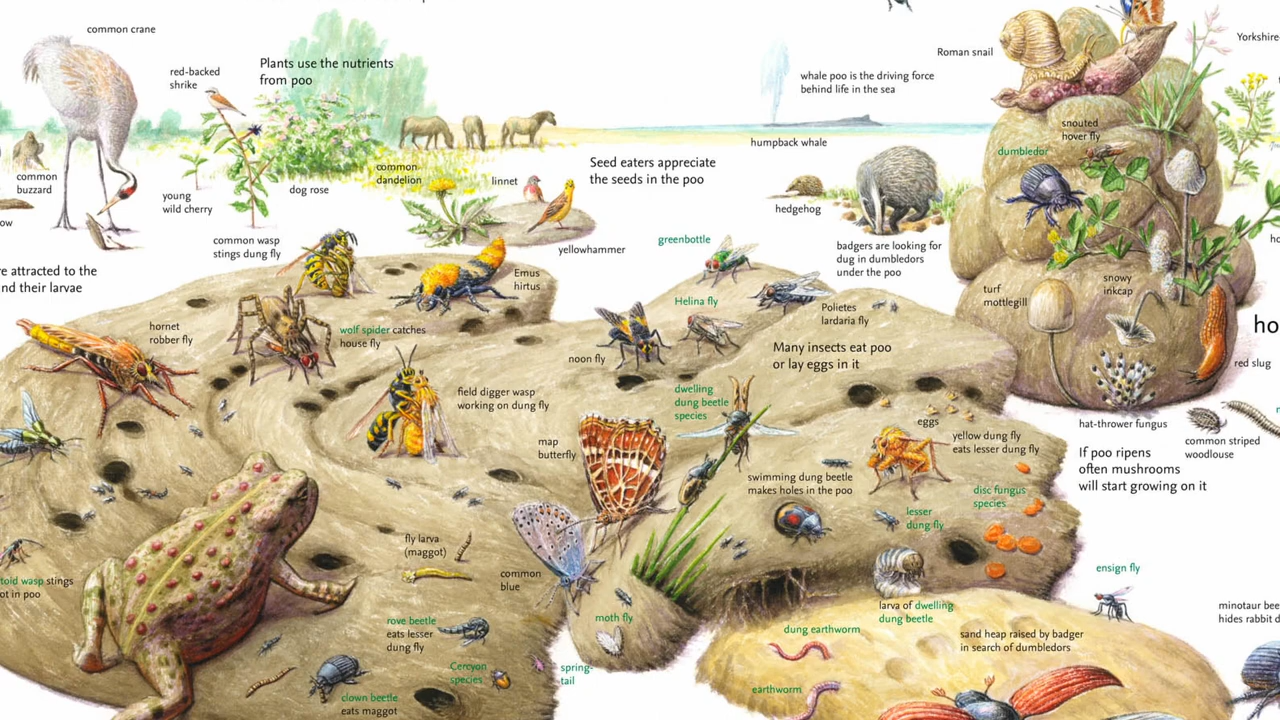 common crane
Yorkshire
Roman snail
red-backed
shrike
Plants use the nutrients
from poo
whale poo is the driving force
behind life in the sea
snouted
hover fly
humpback whale
dumbledor
common
buzzard
common
dandelion
linnet
Seed eaters appreciate
the seeds in the poo
dog rose
young
wild cherry
hedgehog
common wasp
stings dung fly
yellowhammer
greenbottle
badgers are looking for
dug in dumbledors
under the poo
attracted to the
nd their larvae
Emus
hirtus
snowy
inkcap
turf
mottlegill
Helina fly
Polietes
lardaria fly
hornet
robber fly
wolf spider catches
house fly
noon fly
Many insects eat poo
or lay eggs in it
red slug
field digger wasp
working on dung fly
dwelling
dung beetle
species
eggs
hat-thrower fungus
yellow dung fly
eats lesser dung fly
common striped
woodlouse
map
butterfly
If poo ripens
often mushrooms
will start growing on it
swimming dung beetle
makes holes in the poo
disc fungus
species
lesser
dung fly
fly larva
(maggot)
common
blue
toid wasp stings
ot in poo
ensign fly
larva of dwelling
dung beetle
minotaur bee
hides rabbit d
moth fly
rove beetle
eats lesser
dung fly
dung earthworm
sand heap raised by badger
in search of dumbledors
Cercyon
species
spring-
tail
earthworm
clown beetle
eats maggot